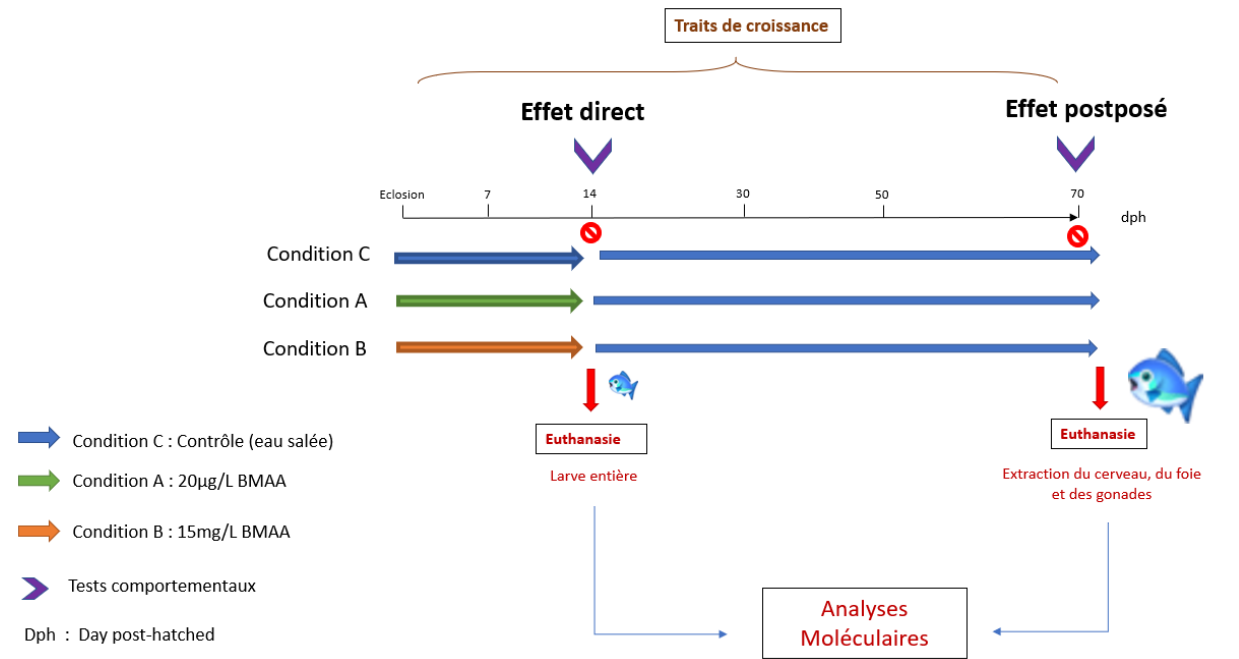 Traits de croissance
Effet direct
Effet postposé
Eclosion 7 14 30 50 70
dph
Condition C
Condition A
Condition B
Euthanasie
Larve entière
Euthanasie
Extraction du cerveau, du foie
et des gonades
Condition C : Contrôle (eau salée)
Condition A : 20µg/L BMAA
Condition B : 15mg/L BMAA
Tests comportementaux
Dph : Day post-hatched
Analyses
Moléculaires